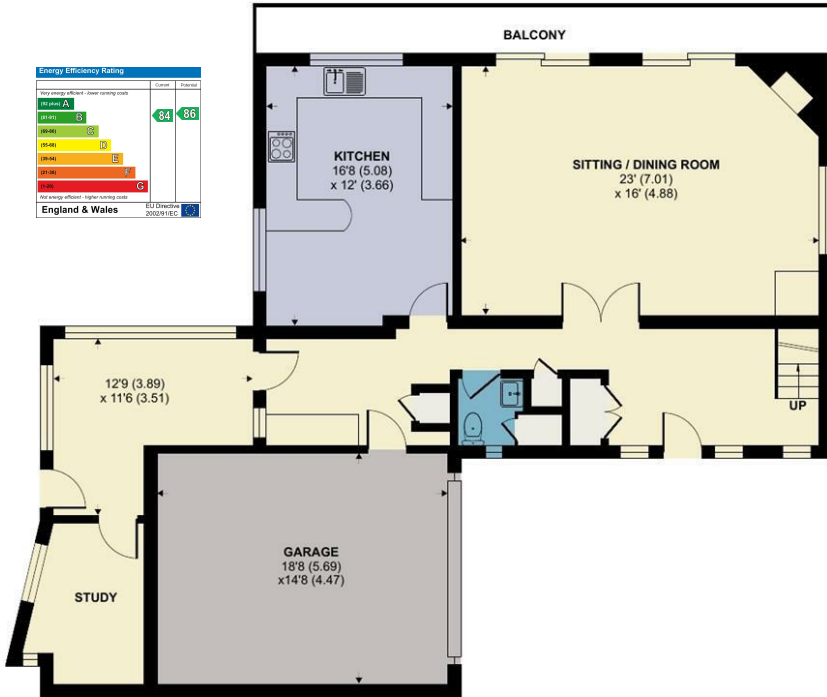 BALCONY
Energy Efficiency Rating
Current
Potential
Very energy efficient - lower running costs
(92 plus) A
(81-91) B
(69-80) C
(55-68) D
(39-54) E
(21-38) F
(1-20) G
84
86
Not energy efficient - higher running costs
England & Wales
EU Directive
2002/91/EC
KITCHEN
16'8 (5.08)
x 12' (3.66)
SITTING / DINING ROOM
23' (7.01)
x 16' (4.88)
12'9 (3.89)
x 11'6 (3.51)
UP
GARAGE
18'8 (5.69)
x14'8 (4.47)
STUDY